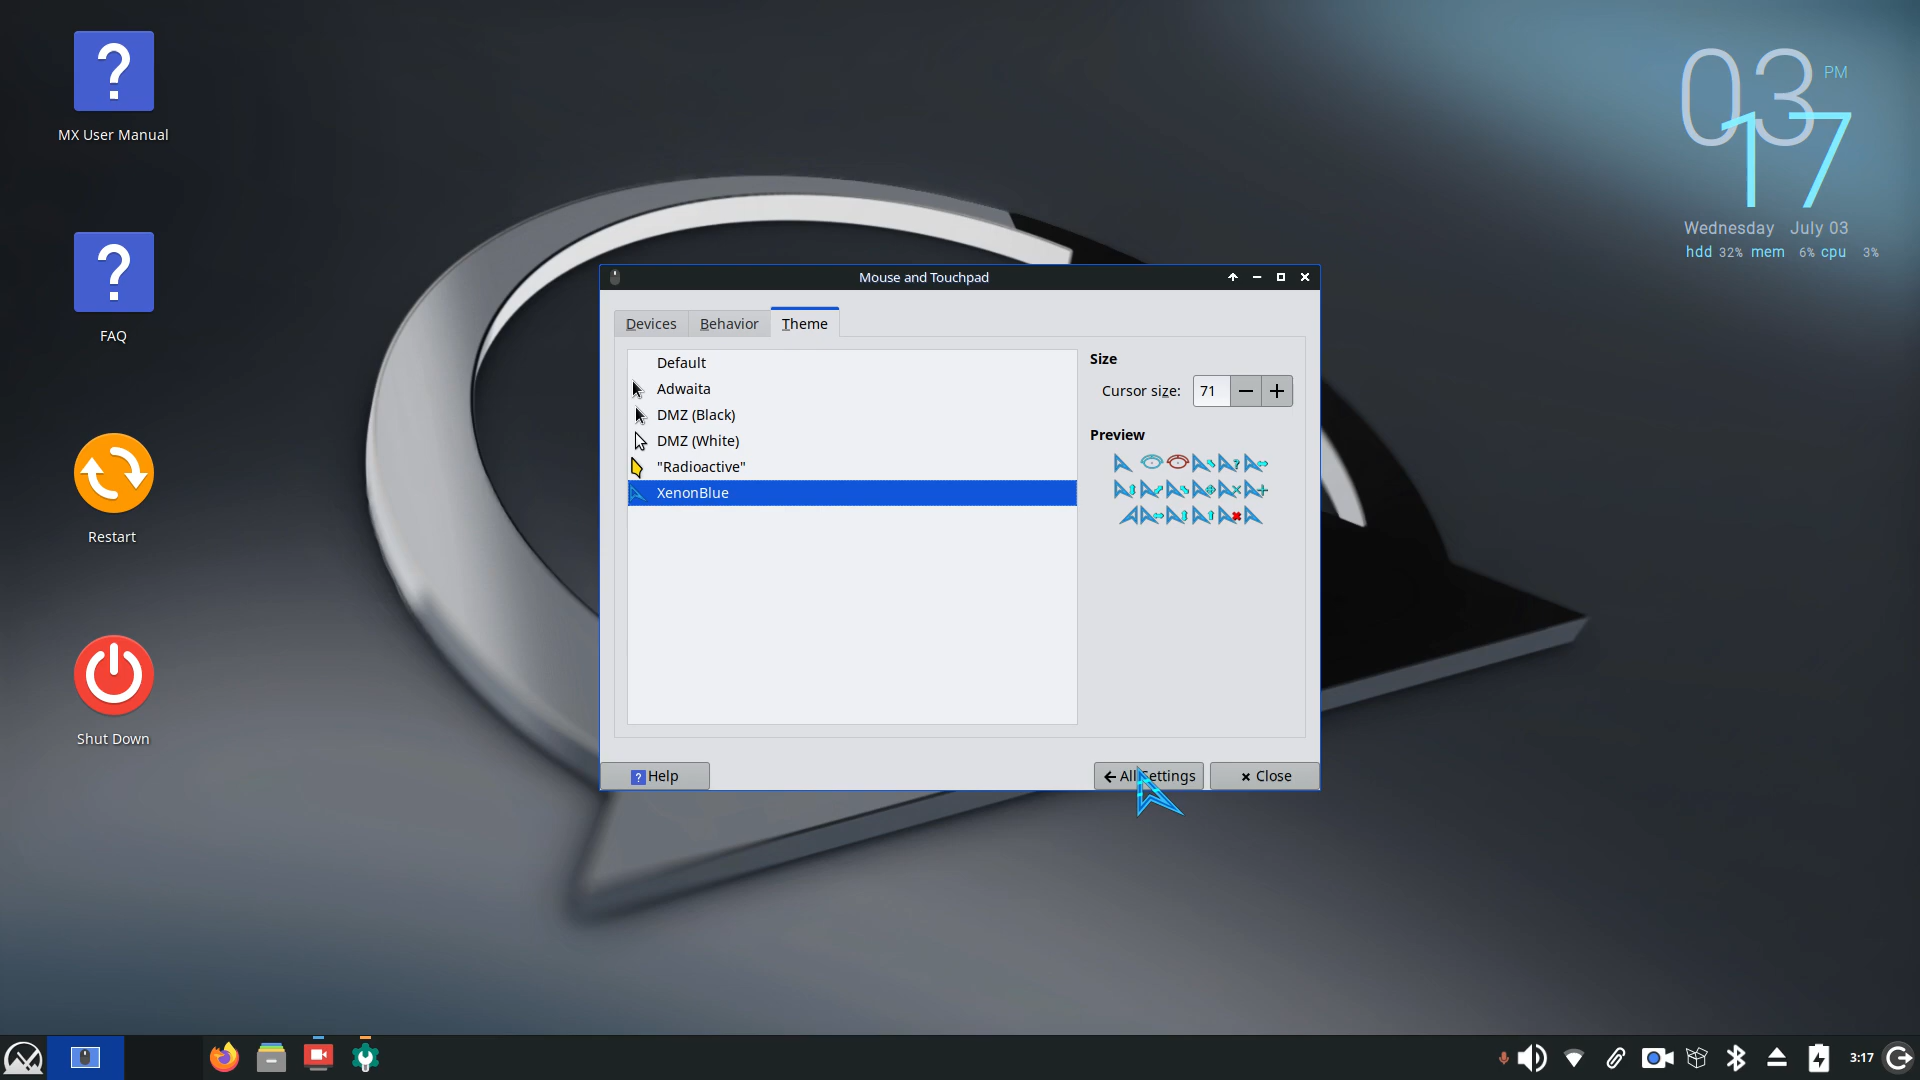 MX User Manual
FAQ
Restart
Shut Down
03 PM
17
Wednesday July 03
hdd 32% mem 6% cpu 3%
Mouse and Touchpad
Devices Behavior Theme
Default
Adwaita
DMZ (Black)
DMZ (White)
"Radioactive"
XenonBlue
Size
Cursor size: 71
Preview
Help
All Settings
Close
3:17